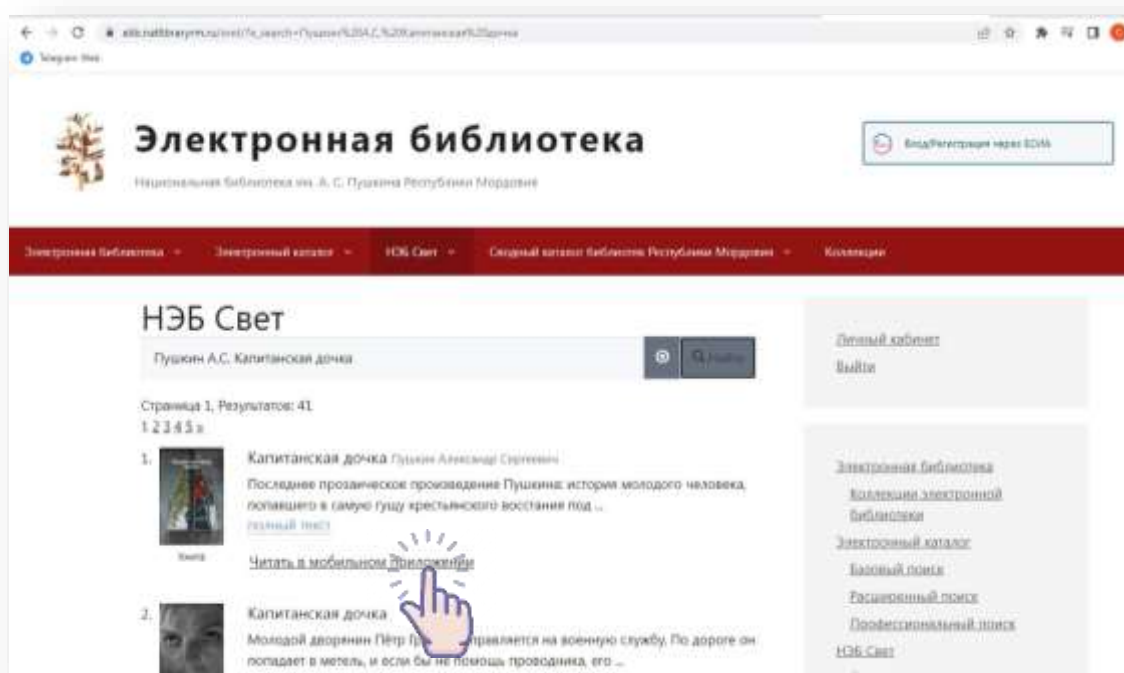 Telegram Web
Электронная библиотека
Национальная библиотека им. А. С. Пушкина Республики Мордовия
Вход/Регистрация через ЕСИА
Электронная библиотека
Электронный каталог
НЭБ Свет
Сводный каталог библиотек Республики Мордовия
Коллекции
НЭБ Свет
Пушкин А.С. Капитанская дочка
Найти
Страница 1, Результатов: 41
1 2 3 4 5 »
1.
Капитанская дочка Пушкин Александр Сергеевич
Последнее прозаическое произведение Пушкина: история молодого человека,
попавшего в самую гущу крестьянского восстания под ...
полный текст
Книга
Читать в мобильном приложении
2.
Капитанская дочка
Молодой дворянин Пётр отправляется на военную службу. По дороге он
попадает в метель, и если бы не помощь проводника, его ...
Личный кабинет
Выйти
Электронная библиотека
Коллекции электронной
библиотеки
Электронный каталог
Базовый поиск
Расширенный поиск
Профессиональный поиск
НЭБ Свет